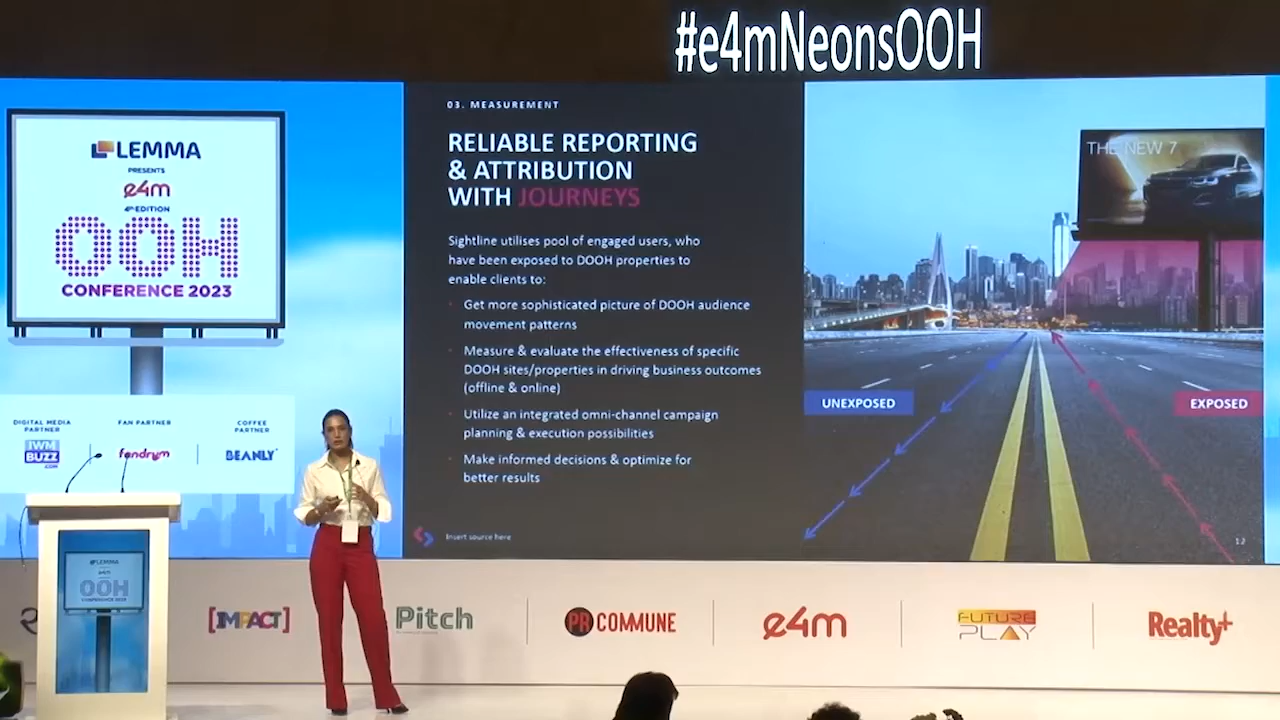 #e4mNeonsOOH
LEMMA
PRESENTS
e4m
4th EDITION
OOH
CONFERENCE 2023
DIGITAL MEDIA
PARTNER
IWM
BUZZ
.COM
FAN PARTNER
fandrum
COFFEE
PARTNER
BEANLY
03. MEASUREMENT
RELIABLE REPORTING
& ATTRIBUTION
WITH JOURNEYS
Sightline utilises pool of engaged users, who
have been exposed to DOOH properties to
enable clients to:
Get more sophisticated picture of DOOH audience
movement patterns
Measure & evaluate the effectiveness of specific
DOOH sites/properties in driving business outcomes
(offline & online)
Utilize an integrated omni-channel campaign
planning & execution possibilities
Make informed decisions & optimize for
better results
Insert source here
THE NEW 7
UNEXPOSED
EXPOSED
12
LEMMA
e4m
OOH
CONFERENCE 2023
[IMPACT]
Pitch
PR COMMUNE
e4m
FUTURE
PLAY
Realty+